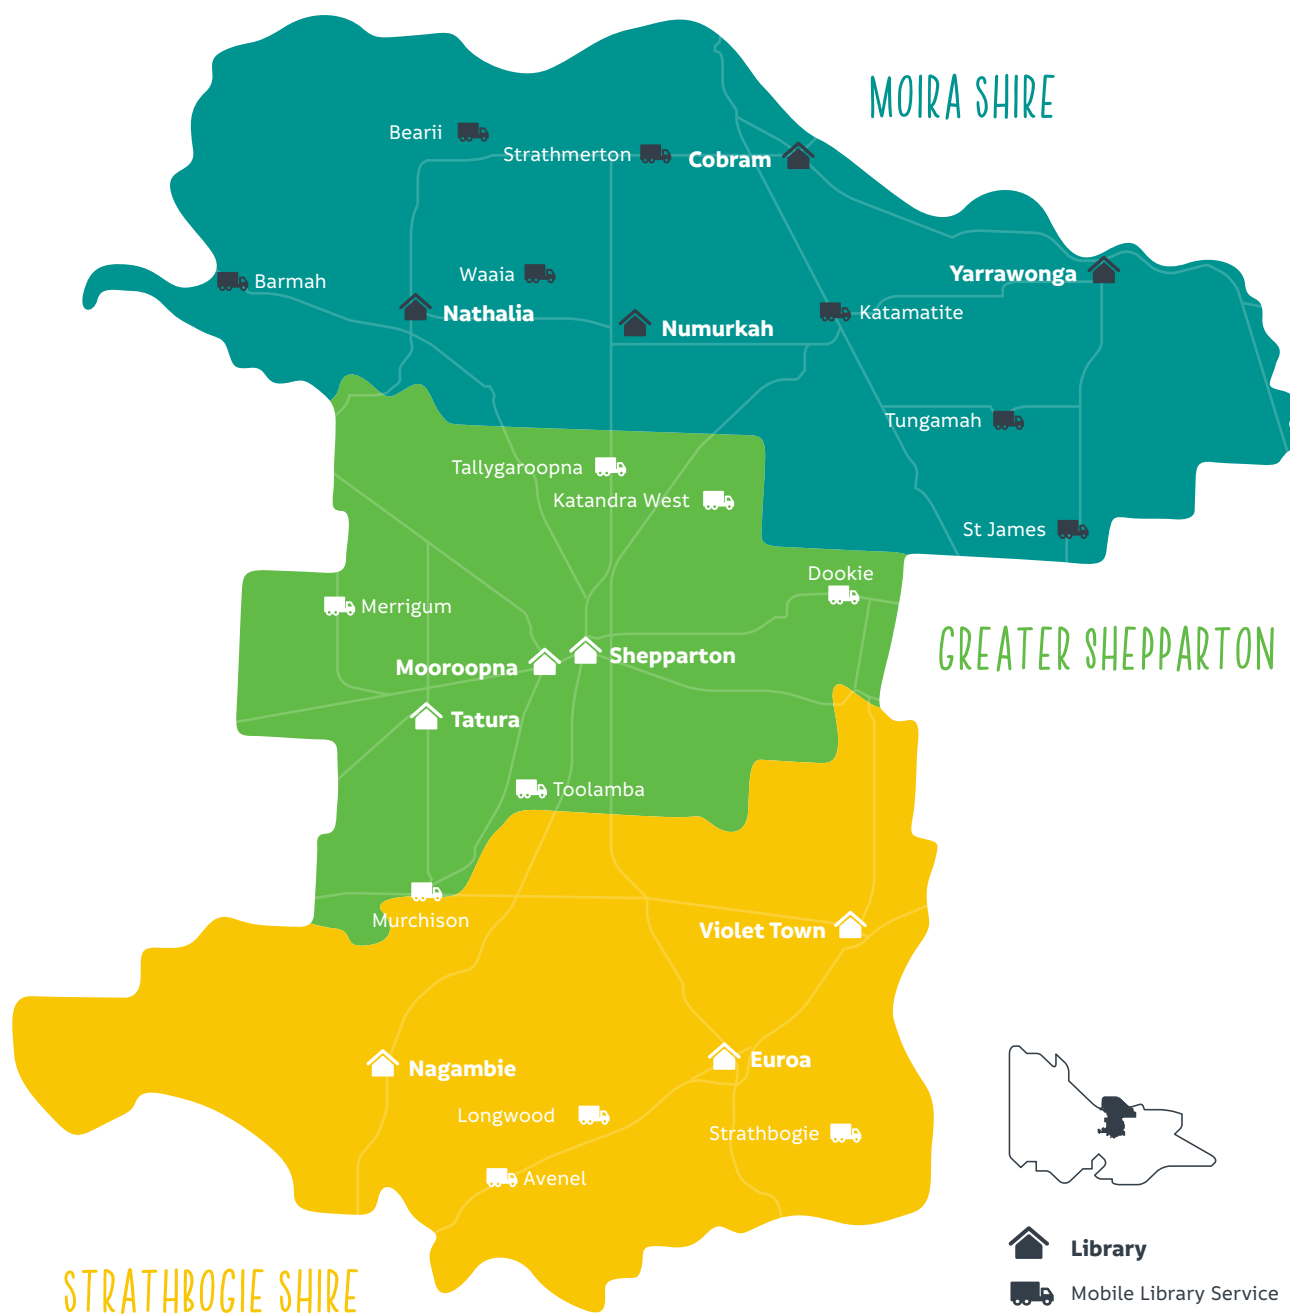 MOIRA SHIRE
Bearii
Strathmerton
Cobram
Barmah
Waaia
Yarrawonga
Nathalia
Numurkah
Katamatite
Tungamah
Tallygaroopna
Katandra West
St James
Dookie
Merrigum
GREATER SHEPPARTON
Mooroopna
Shepparton
Tatura
Toolamba
Murchison
Violet Town
Nagambie
Euroa
Longwood
Strathbogie
Avenel
Library
STRATHBOGIE SHIRE
Mobile Library Service